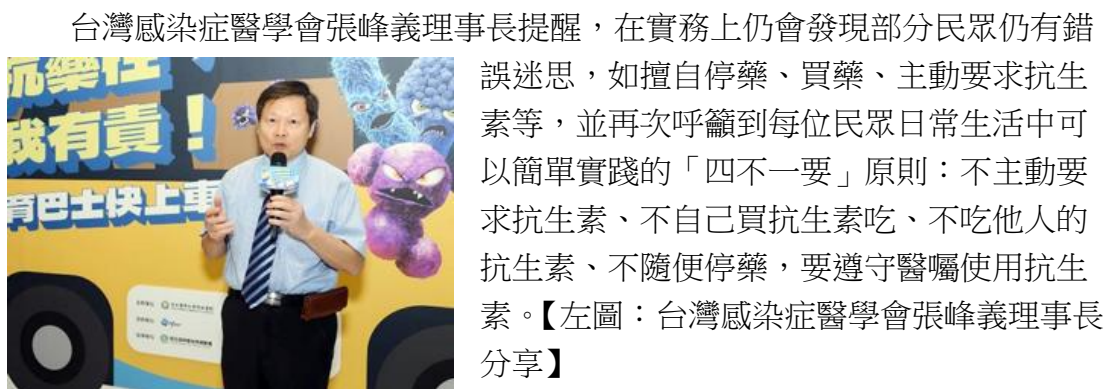 台灣感染症醫學會張峰義理事長提醒，在實務上仍會發現部分民眾仍有錯
誤迷思，如擅自停藥、買藥、主動要求抗生
素等，並再次呼籲到每位民眾日常生活中可
以簡單實踐的「四不一要」原則：不主動要
求抗生素、不自己買抗生素吃、不吃他人的
抗生素、不隨便停藥，要遵守醫囑使用抗生
素。【左圖：台灣感染症醫學會張峰義理事長
分享】
抗藥性
我有責！
育巴士快上車